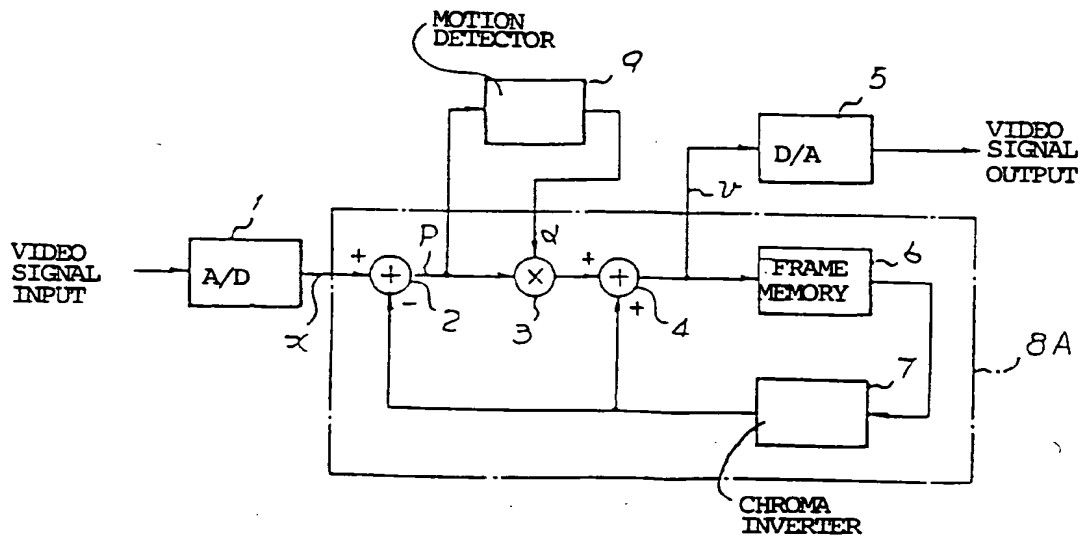 MOTION
DETECTOR
9
5
D/A
VIDEO
SIGNAL
OUTPUT
v
1
A/D
VIDEO
SIGNAL
INPUT
x
+
-
+
P
2
α
×
3
+
+
+
4
FRAME
MEMORY
6
8A
7
CHROMA
INVERTER